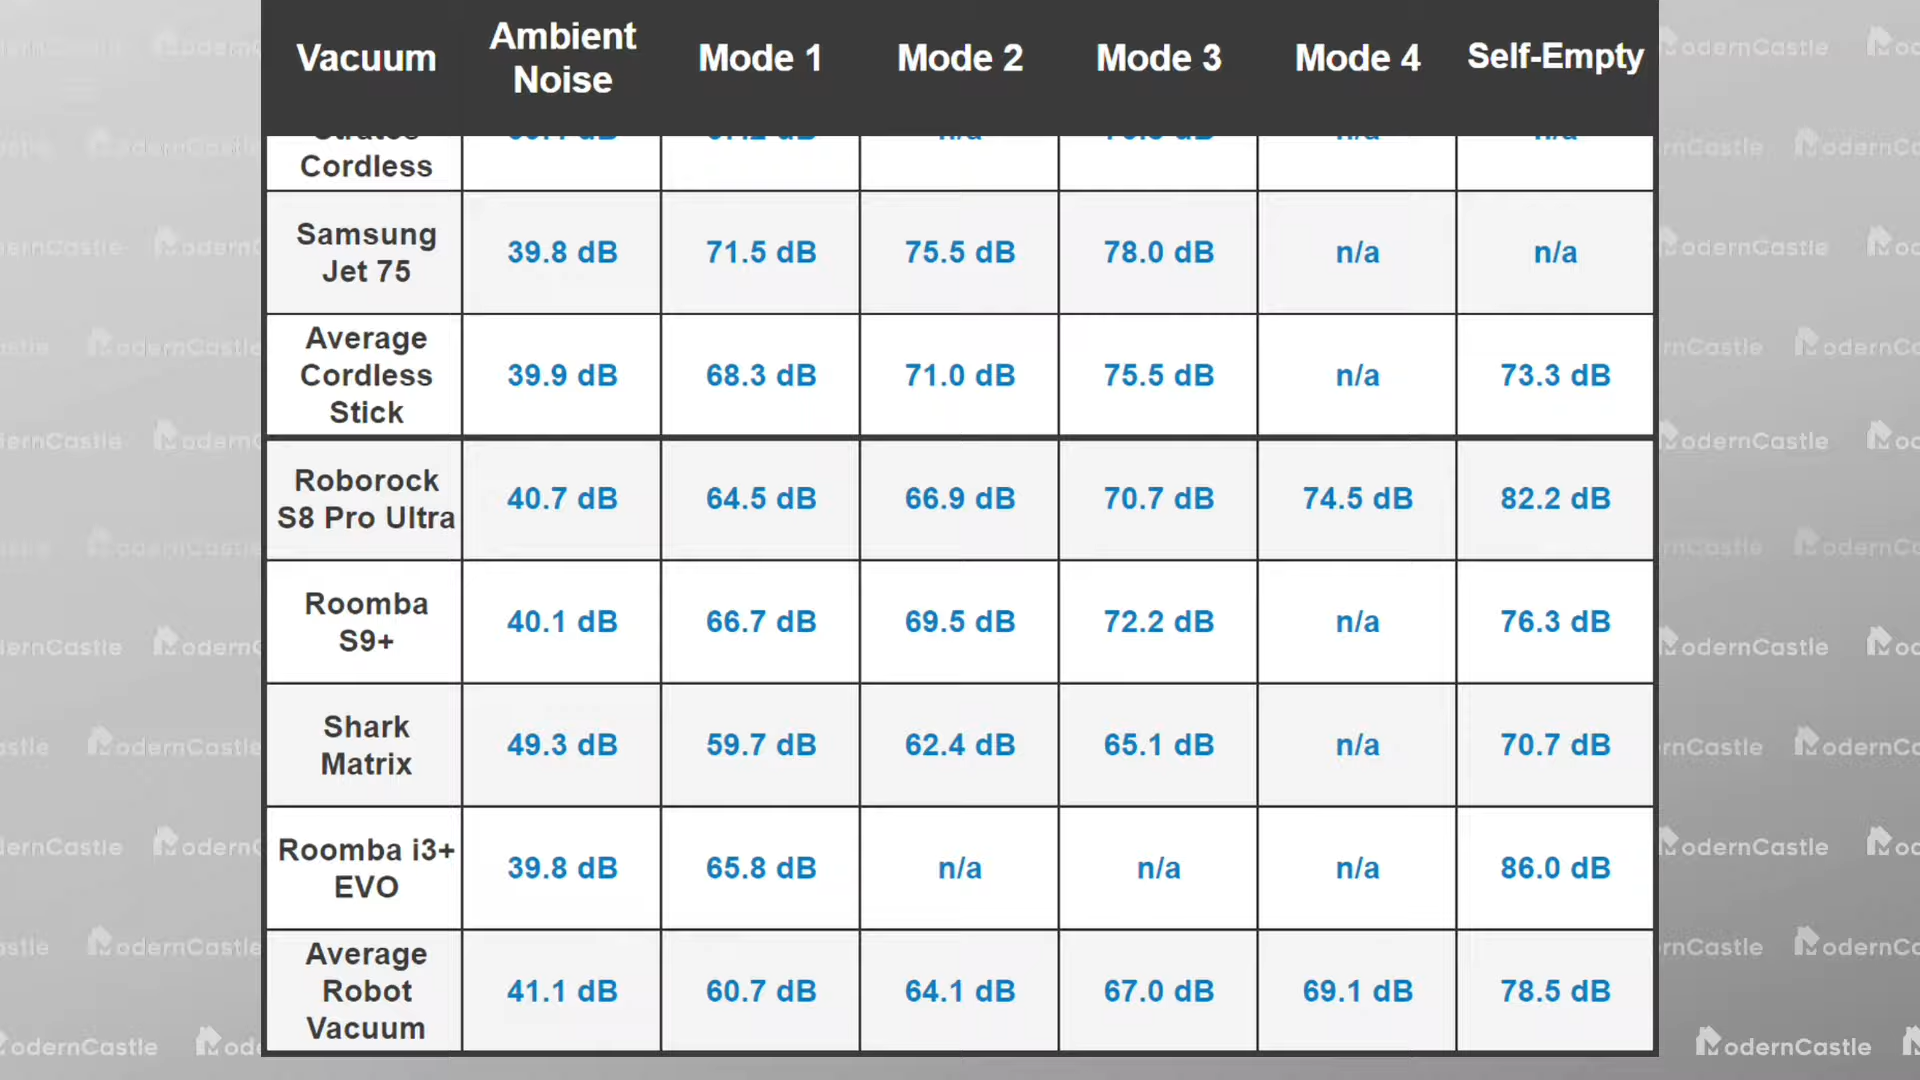 Vacuum Ambient Noise Mode 1 Mode 2 Mode 3 Mode 4 Self-Empty
Cordless
Samsung Jet 75 39.8 dB 71.5 dB 75.5 dB 78.0 dB n/a n/a
Average Cordless Stick 39.9 dB 68.3 dB 71.0 dB 75.5 dB n/a 73.3 dB
Roborock S8 Pro Ultra 40.7 dB 64.5 dB 66.9 dB 70.7 dB 74.5 dB 82.2 dB
Roomba S9+ 40.1 dB 66.7 dB 69.5 dB 72.2 dB n/a 76.3 dB
Shark Matrix 49.3 dB 59.7 dB 62.4 dB 65.1 dB n/a 70.7 dB
Roomba i3+ EVO 39.8 dB 65.8 dB n/a n/a n/a 86.0 dB
Average Robot Vacuum 41.1 dB 60.7 dB 64.1 dB 67.0 dB 69.1 dB 78.5 dB
ModernCastle